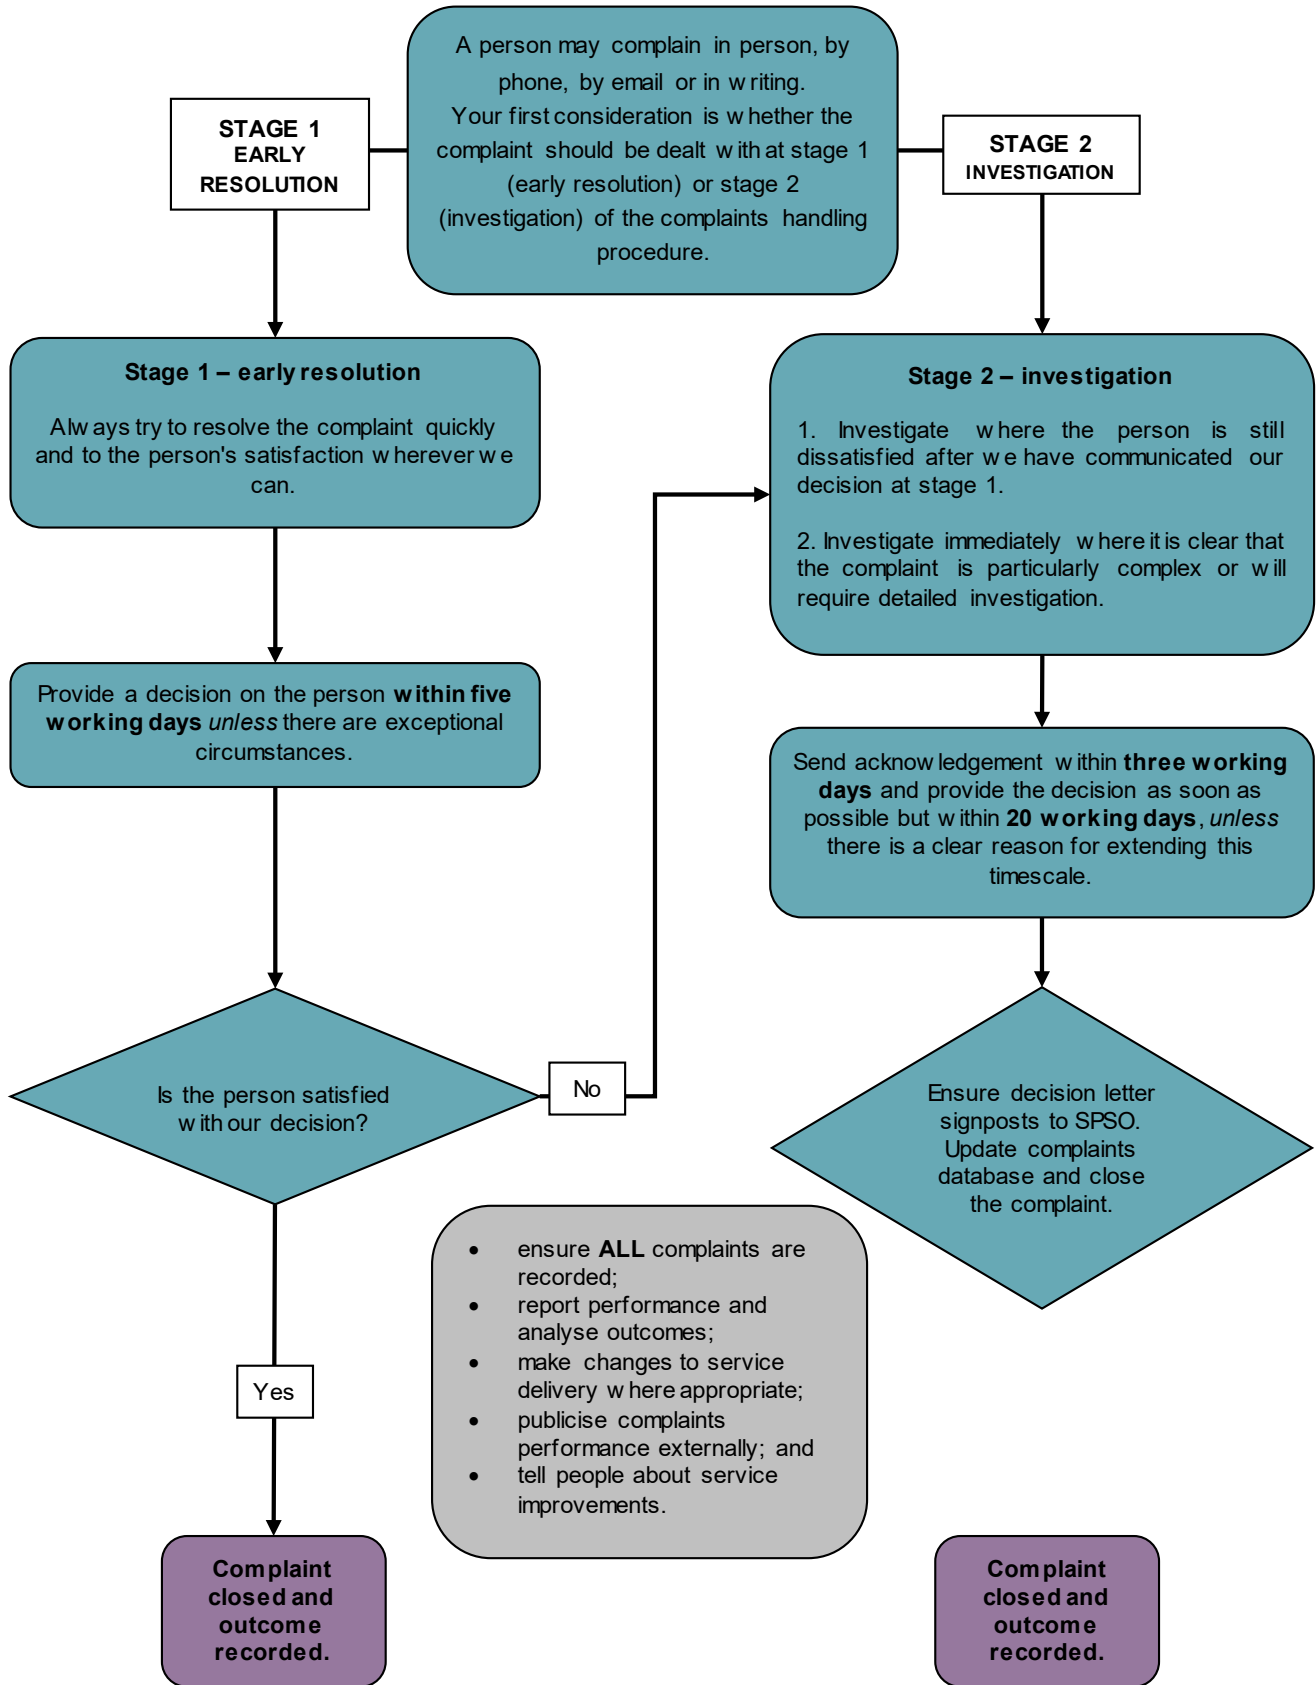 A person may complain in person, by
phone, by email or in writing.
Your first consideration is whether the
complaint should be dealt with at stage 1
(early resolution) or stage 2
(investigation) of the complaints handling
procedure.
STAGE 1
EARLY
RESOLUTION
STAGE 2
INVESTIGATION
Stage 1 – early resolution
Always try to resolve the complaint quickly
and to the person's satisfaction wherever we
can.
Stage 2 – investigation
1. Investigate where the person is still
dissatisfied after we have communicated our
decision at stage 1.
2. Investigate immediately where it is clear that
the complaint is particularly complex or will
require detailed investigation.
Provide a decision on the person within five
working days unless there are exceptional
circumstances.
Send acknowledgement within three working
days and provide the decision as soon as
possible but within 20 working days, unless
there is a clear reason for extending this
timescale.
Is the person satisfied
with our decision?
No
Ensure decision letter
signposts to SPSO.
Update complaints
database and close
the complaint.
• ensure ALL complaints are
recorded;
• report performance and
analyse outcomes;
• make changes to service
delivery where appropriate;
• publicise complaints
performance externally; and
• tell people about service
improvements.
Yes
Complaint
closed and
outcome
recorded.
Complaint
closed and
outcome
recorded.